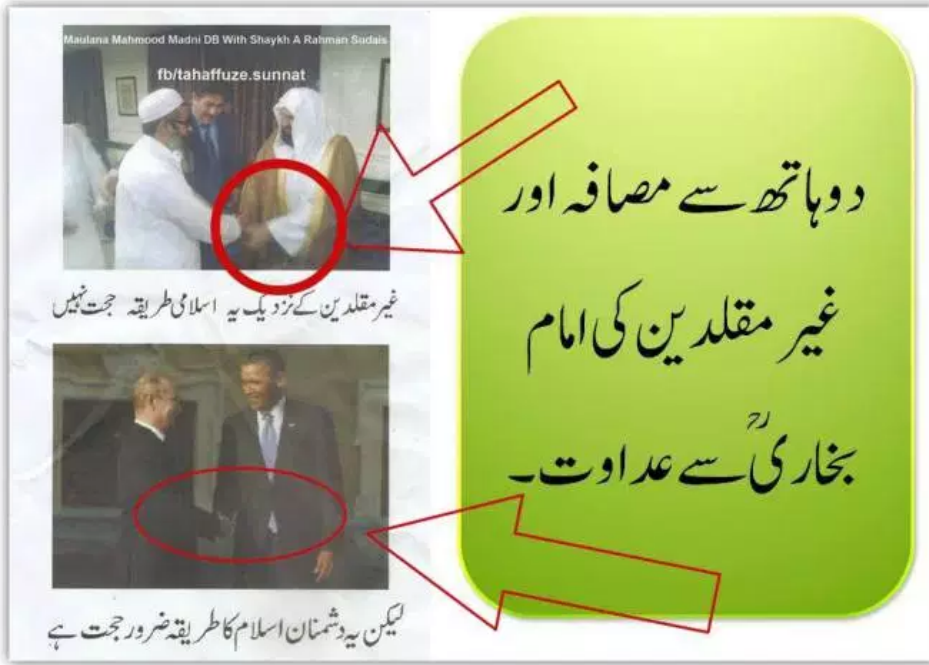 Maulana Mahmood Madni DB With Shaykh A Rahman Sudais
fb/tahaffuze.sunnat
غیر مقلدین کے نزدیک یہ اسلامی طریقہ حجت نہیں
لیکن یہ دشمنان اسلام کا طریقہ ضرور حجت ہے
دو ہاتھ سے مصافہ اور
غیر مقلدین کی امام
بخاریؒ سے عداوت۔